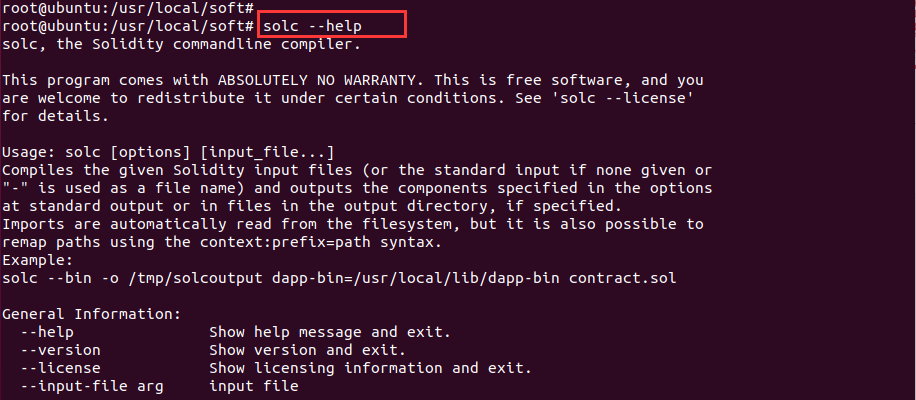 root@ubuntu:/usr/local/soft#
root@ubuntu:/usr/local/soft# solc --help
solc, the Solidity commandline compiler.
This program comes with ABSOLUTELY NO WARRANTY. This is free software, and you
are welcome to redistribute it under certain conditions. See 'solc --license'
for details.
Usage: solc [options] [input_file...]
Compiles the given Solidity input files (or the standard input if none given or
"-" is used as a file name) and outputs the components specified in the options
at standard output or in files in the output directory, if specified.
Imports are automatically read from the filesystem, but it is also possible to
remap paths using the context:prefix=path syntax.
Example:
solc --bin -o /tmp/solcoutput dapp-bin=/usr/local/lib/dapp-bin contract.sol
General Information:
--help Show help message and exit.
--version Show version and exit.
--license Show licensing information and exit.
--input-file arg input file